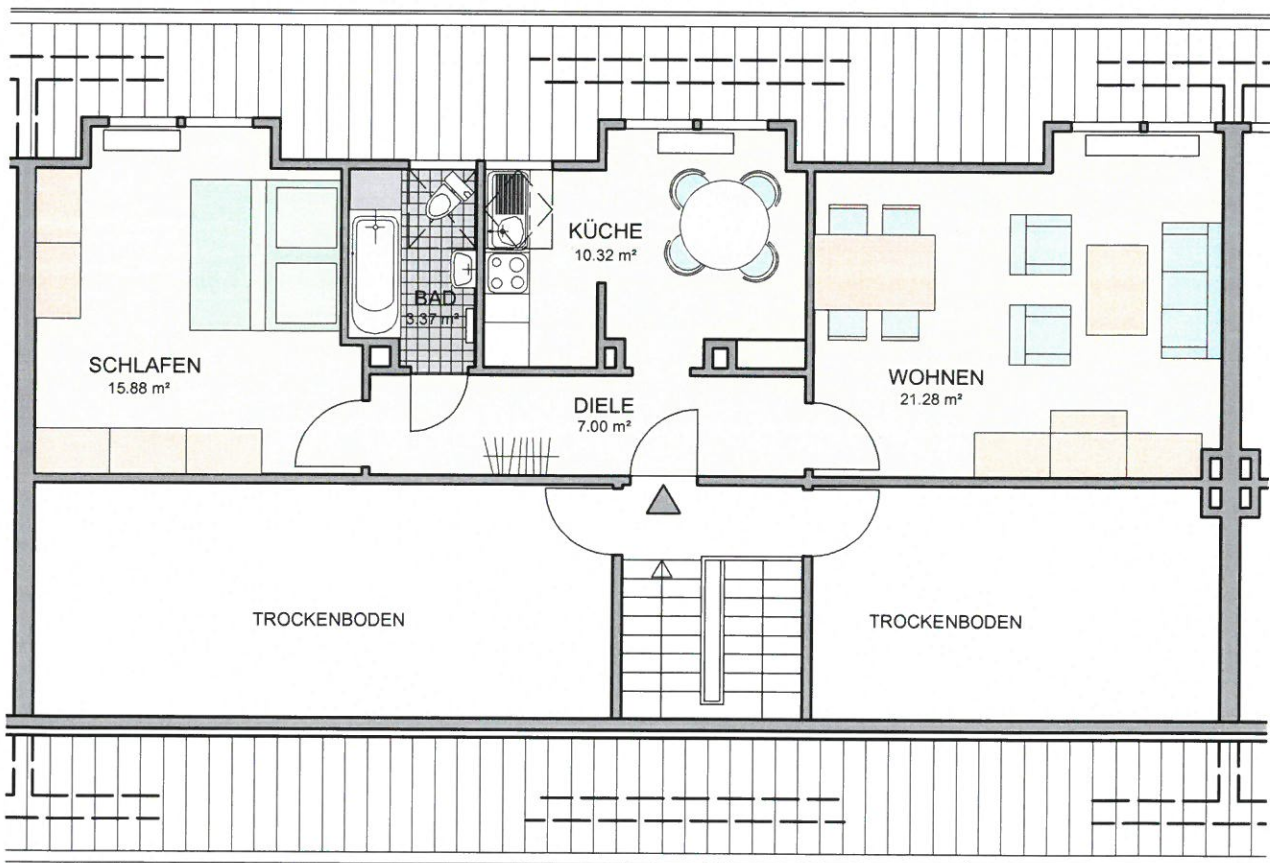 KÜCHE
10.32 m²
BAD
3.37 m²
SCHLAFEN
15.88 m²
WOHNEN
21.28 m²
DIELE
7.00 m²
TROCKENBODEN
TROCKENBODEN